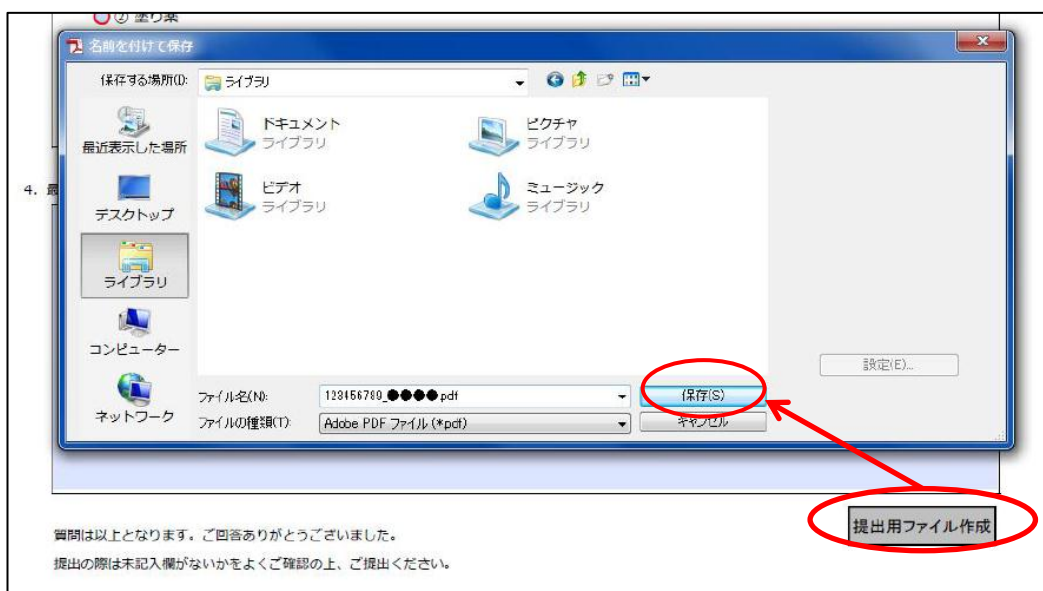 ② 塗り薬
名前を付けて保存
保存する場所(I):
ライブラリ
最近表示した場所
デスクトップ
ライブラリ
コンピューター
ネットワーク
ドキュメント
ライブラリ
ピクチャ
ライブラリ
ビデオ
ライブラリ
ミュージック
ライブラリ
設定(E)...
ファイル名(N):
123456789_●●●●.pdf
保存(S)
ファイルの種類(T):
Adobe PDF ファイル (*.pdf)
キャンセル
4.
提出用ファイル作成
質問は以上となります。ご回答ありがとうございました。
提出の際は未記入欄がないかをよくご確認の上、ご提出ください。